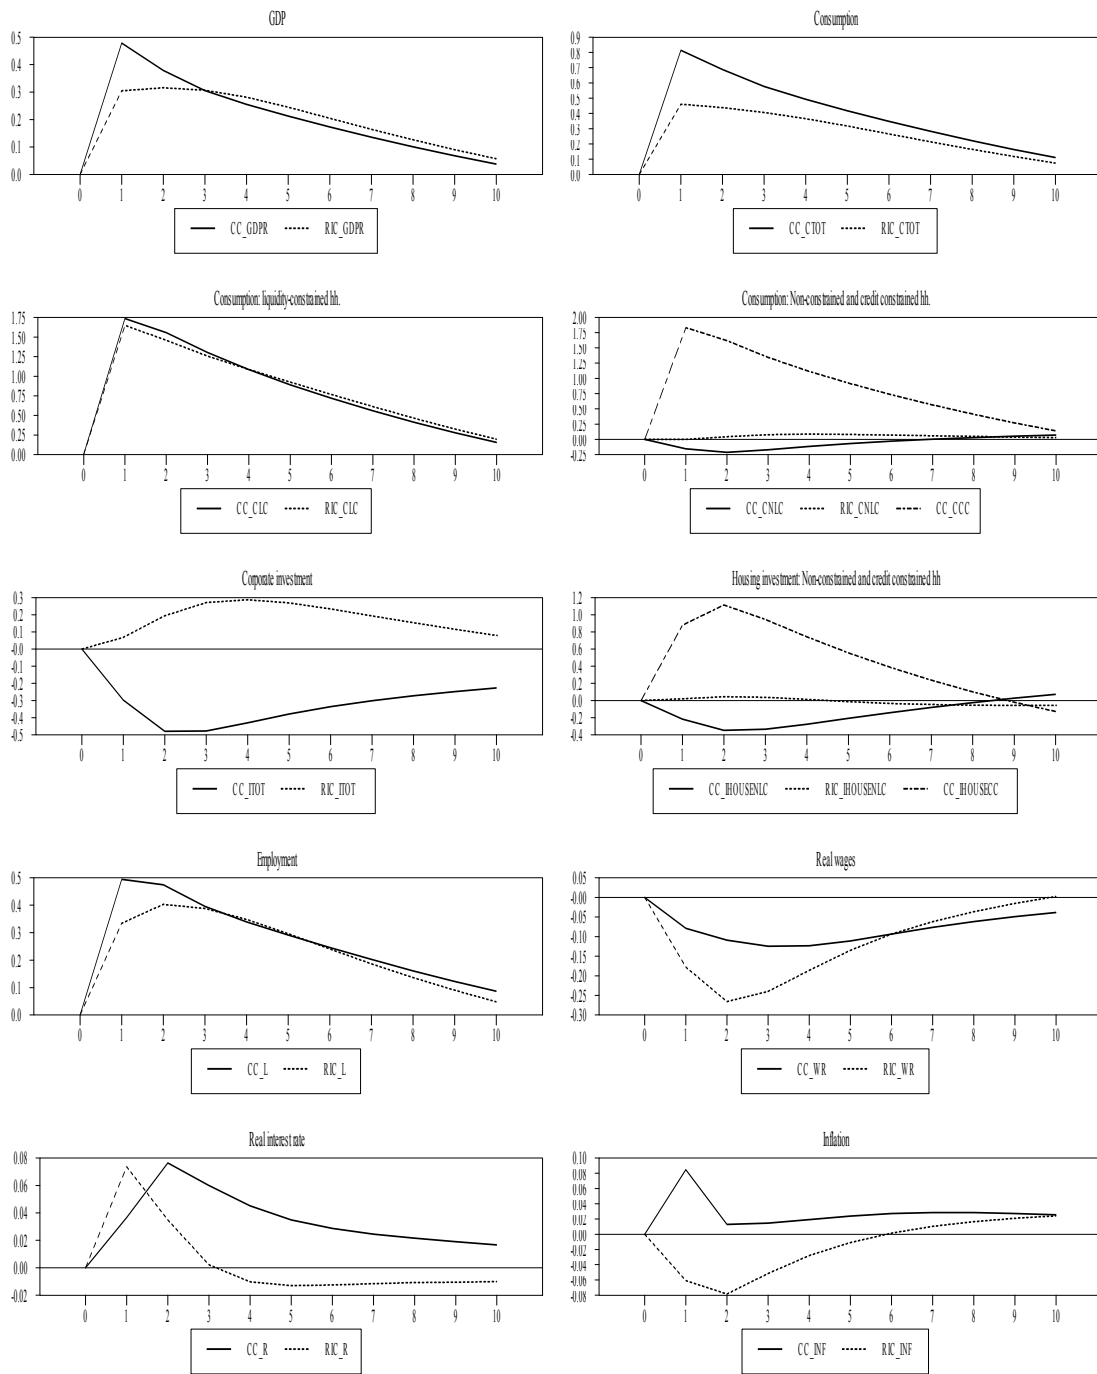 GDP
0.5
0.4
0.3
0.2
0.1
0.0
0 1 2 3 4 5 6 7 8 9 10
CC_GDPR RIC_GDPR
Consumption
0.9
0.8
0.7
0.6
0.5
0.4
0.3
0.2
0.1
0.0
0 1 2 3 4 5 6 7 8 9 10
CC_CTOT RIC_CTOT
Consumption: liquidity-constrained hh.
1.75
1.50
1.25
1.00
0.75
0.50
0.25
0.00
0 1 2 3 4 5 6 7 8 9 10
CC_CLC RIC_CLC
Consumption: Non-constrained and credit constrained hh.
2.00
1.75
1.50
1.25
1.00
0.75
0.50
0.25
0.00
-0.25
0 1 2 3 4 5 6 7 8 9 10
CC_CNLC RIC_CNLC CC_CCC
Corporate investment
0.3
0.2
0.1
-0.0
-0.1
-0.2
-0.3
-0.4
-0.5
0 1 2 3 4 5 6 7 8 9 10
CC_ITOT RIC_ITOT
Housing investment: Non-constrained and credit constrained hh
1.2
1.0
0.8
0.6
0.4
0.2
0.0
-0.2
-0.4
0 1 2 3 4 5 6 7 8 9 10
CC_IHOUSENLC RIC_IHOUSENLC CC_IHOUSECC
Employment
0.5
0.4
0.3
0.2
0.1
0.0
0 1 2 3 4 5 6 7 8 9 10
CC_L RIC_L
Real wages
0.05
-0.00
-0.05
-0.10
-0.15
-0.20
-0.25
-0.30
0 1 2 3 4 5 6 7 8 9 10
CC_WR RIC_WR
Real interest rate
0.08
0.06
0.04
0.02
0.00
-0.02
0 1 2 3 4 5 6 7 8 9 10
CC_R RIC_R
Inflation
0.10
0.08
0.06
0.04
0.02
0.00
-0.02
-0.04
-0.06
-0.08
0 1 2 3 4 5 6 7 8 9 10
CC_INF RIC_INF